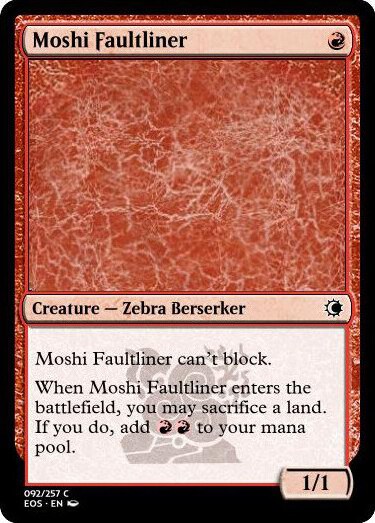 Moshi Faultliner
Creature — Zebra Berserker
Moshi Faultliner can't block.
When Moshi Faultliner enters the
battlefield, you may sacrifice a land.
If you do, add to your mana
pool.
1/1
092/257 C
EOS · EN